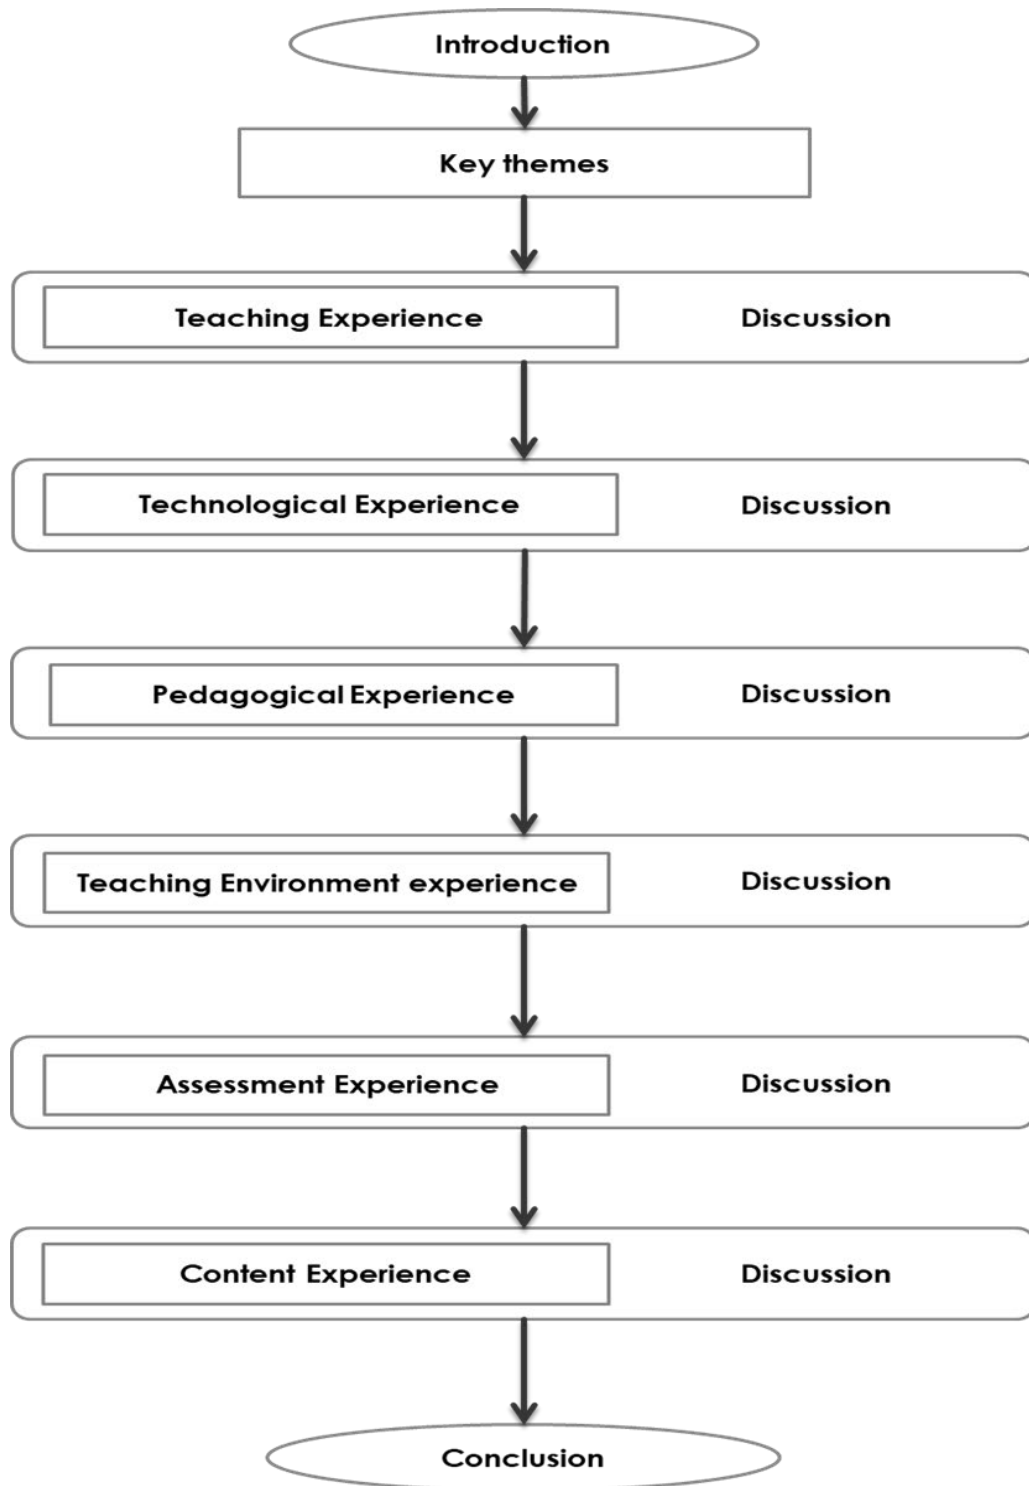 Introduction
Key themes
Teaching Experience Discussion
Technological Experience Discussion
Pedagogical Experience Discussion
Teaching Environment experience Discussion
Assessment Experience Discussion
Content Experience Discussion
Conclusion